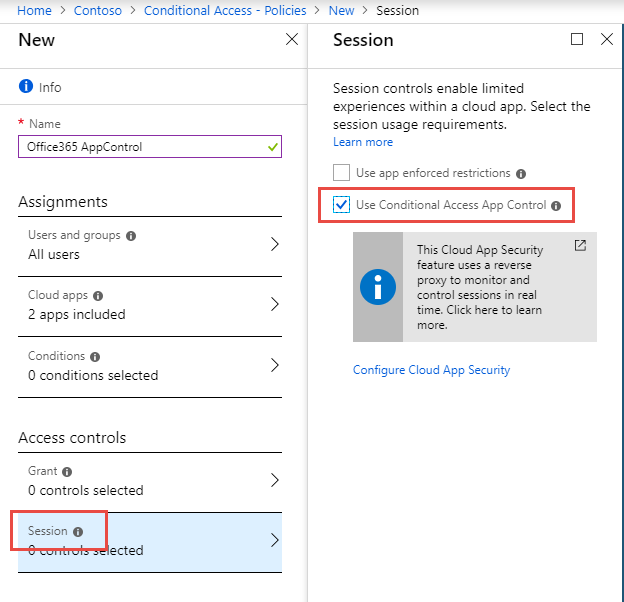 Home > Contoso > Conditional Access - Policies > New > Session
New
Info
* Name
Office365 AppControl
Assignments
Users and groups
All users
Cloud apps
2 apps included
Conditions
0 conditions selected
Access controls
Grant
0 controls selected
Session
0 controls selected
Session
Session controls enable limited
experiences within a cloud app. Select the
session usage requirements.
Learn more
Use app enforced restrictions
Use Conditional Access App Control
This Cloud App Security
feature uses a reverse
proxy to monitor and
control sessions in real
time. Click here to learn
more.
Configure Cloud App Security